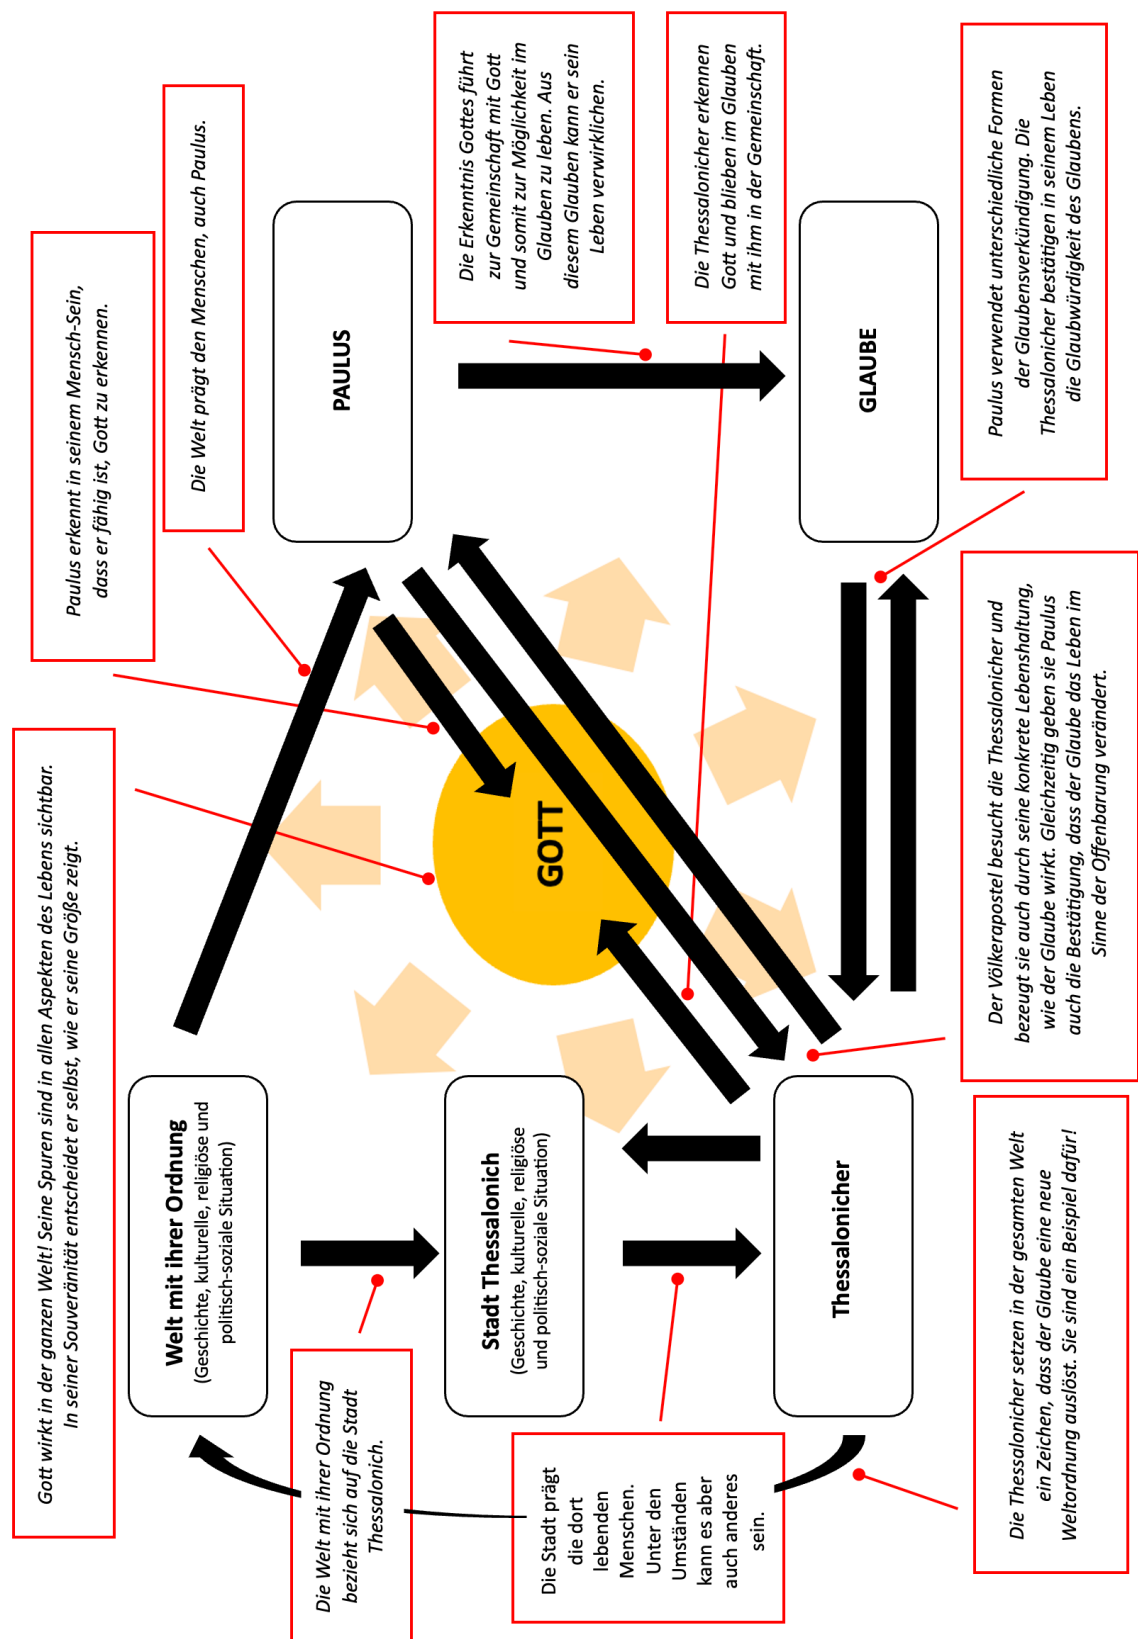 Gott wirkt in der ganzen Welt! Seine Spuren sind in allen Aspekten des Lebens sichtbar.
In seiner Souveränität entscheidet er selbst, wie er seine Größe zeigt.
Paulus erkennt in seinem Mensch-Sein,
dass er fähig ist, Gott zu erkennen.
Die Welt prägt den Menschen, auch Paulus.
Die Welt mit ihrer Ordnung
bezieht sich auf die Stadt
Thessalonich.
Welt mit ihrer Ordnung
(Geschichte, kulturelle, religiöse und
politisch-soziale Situation)
PAULUS
Die Erkenntnis Gottes führt
zur Gemeinschaft mit Gott
und somit zur Möglichkeit im
Glauben zu leben. Aus
diesem Glauben kann er sein
Leben verwirklichen.
Stadt Thessalonich
(Geschichte, kulturelle, religiöse
und politisch-soziale Situation)
GOTT
Die Stadt prägt
die dort
lebenden
Menschen.
Unter den
Umständen
kann es aber
auch anderes
sein.
Die Thessalonicher erkennen
Gott und blieben im Glauben
mit ihm in der Gemeinschaft.
Thessalonicher
GLAUBE
Die Thessalonicher setzen in der gesamten Welt
ein Zeichen, dass der Glaube eine neue
Weltordnung auslöst. Sie sind ein Beispiel dafür!
Der Völkerapostel besucht die Thessalonicher und
bezeugt sie auch durch seine konkrete Lebenshaltung,
wie der Glaube wirkt. Gleichzeitig geben sie Paulus
auch die Bestätigung, dass der Glaube das Leben im
Sinne der Offenbarung verändert.
Paulus verwendet unterschiedliche Formen
der Glaubensverkündigung. Die
Thessalonicher bestätigen in seinem Leben
die Glaubwürdigkeit des Glaubens.